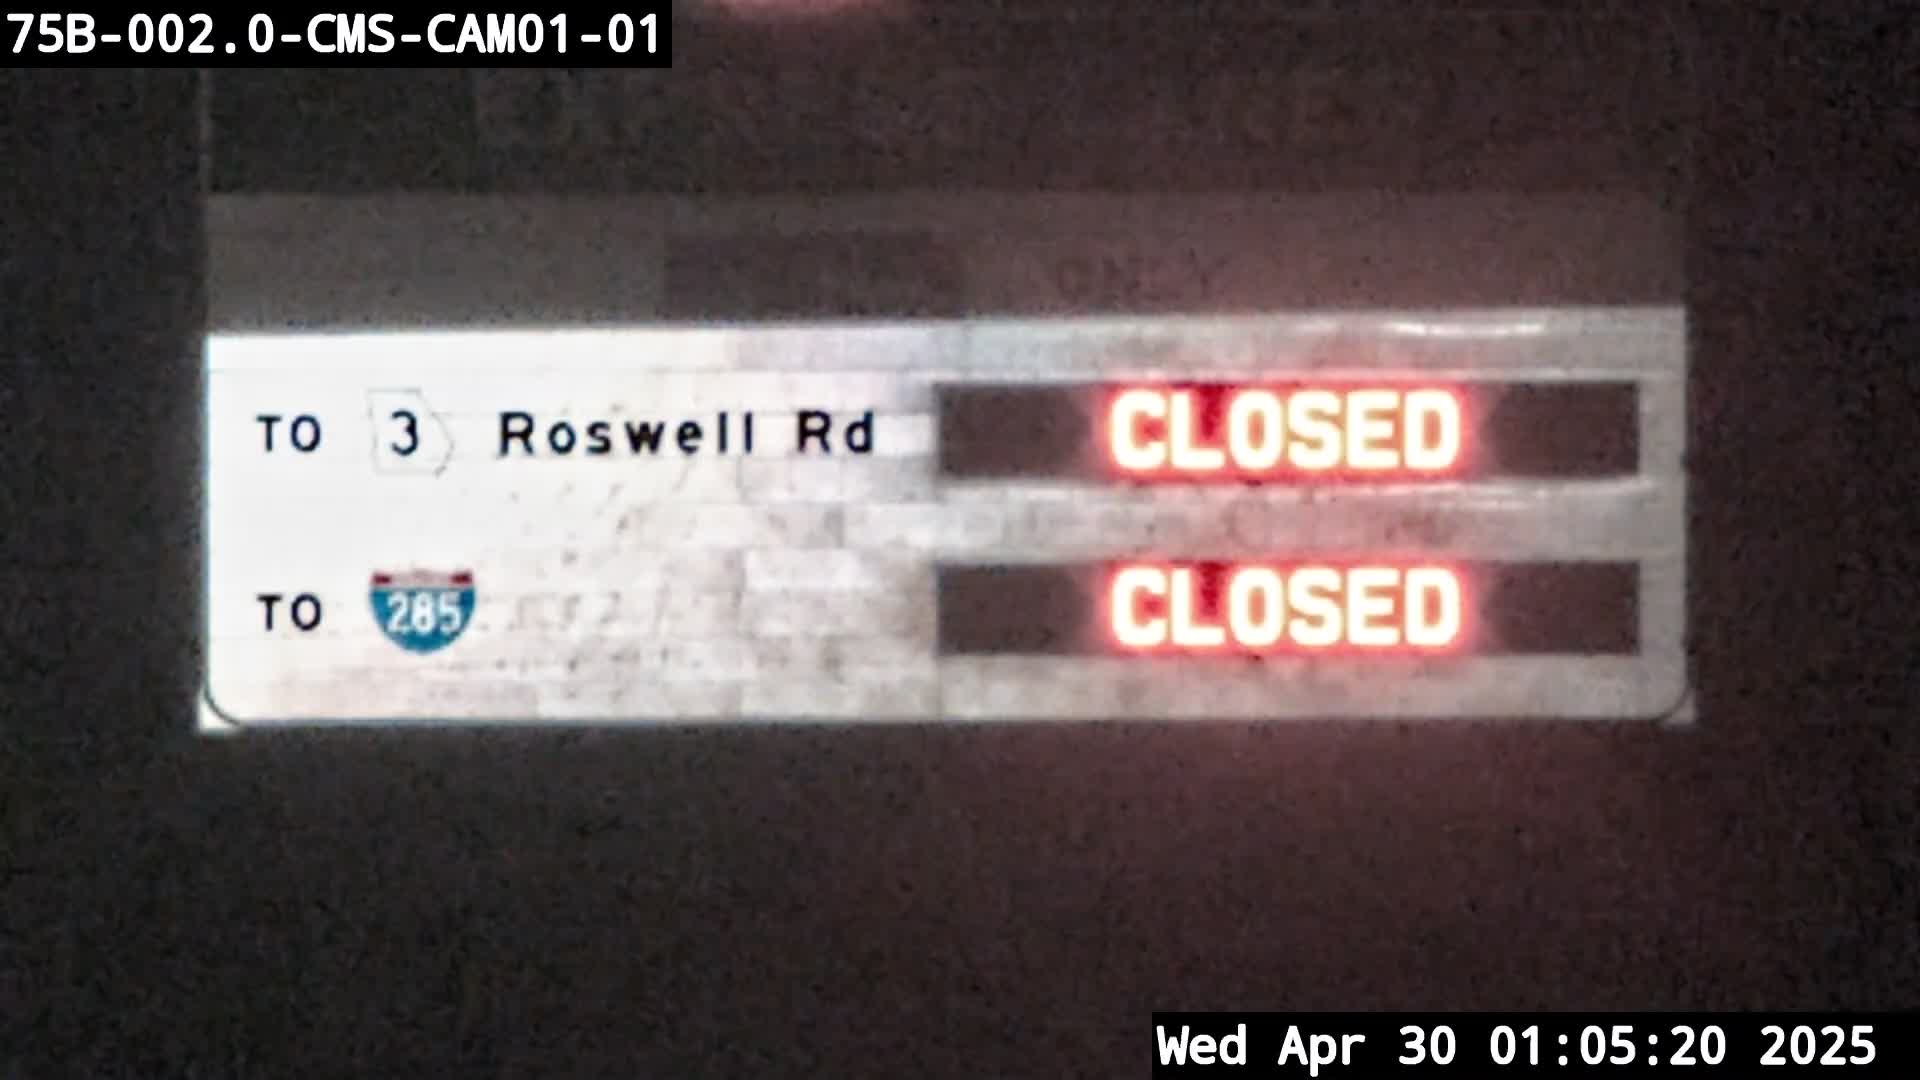 75B-002.0-CMS-CAM01-01
ONLY
TO 3 Roswell Rd CLOSED
TO 285 CLOSED
Wed Apr 30 01:05:20 2025